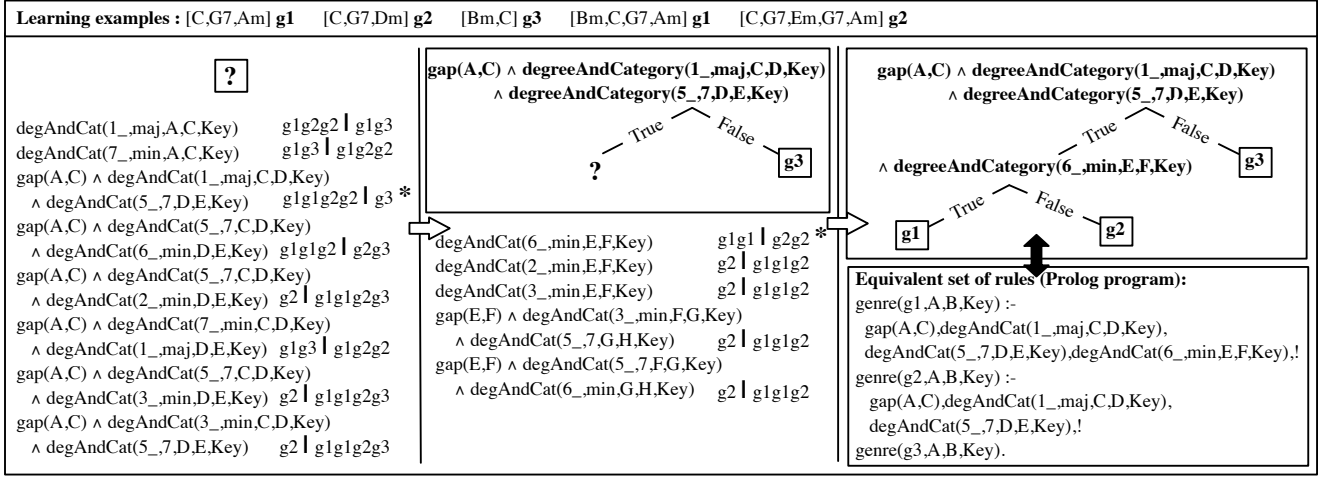 Learning examples : [C,G7,Am] g1 [C,G7,Dm] g2 [Bm,C] g3 [Bm,C,G7,Am] g1 [C,G7,Em,G7,Am] g2
?
degAndCat(1_,maj,A,C,Key) g1g2g2 | g1g3
degAndCat(7_,min,A,C,Key) g1g3 | g1g2g2
gap(A,C) ∧ degAndCat(1_,maj,C,D,Key)
∧ degAndCat(5_,7,D,E,Key) g1g1g2g2 | g3 *
gap(A,C) ∧ degAndCat(5_,7,C,D,Key)
∧ degAndCat(6_,min,D,E,Key) g1g1g2 | g2g3
gap(A,C) ∧ degAndCat(5_,7,C,D,Key)
∧ degAndCat(2_,min,D,E,Key) g2 | g1g1g2g3
gap(A,C) ∧ degAndCat(7_,min,C,D,Key)
∧ degAndCat(1_,maj,D,E,Key) g1g3 | g1g2g2
gap(A,C) ∧ degAndCat(5_,7,C,D,Key)
∧ degAndCat(3_,min,D,E,Key) g2 | g1g1g2g3
gap(A,C) ∧ degAndCat(3_,min,C,D,Key)
∧ degAndCat(5_,7,D,E,Key) g2 | g1g1g2g3
gap(A,C) ∧ degreeAndCategory(1_,maj,C,D,Key)
∧ degreeAndCategory(5_,7,D,E,Key)
True False
? g3
degAndCat(6_,min,E,F,Key) g1g1 | g2g2 *
degAndCat(2_,min,E,F,Key) g2 | g1g1g2
degAndCat(3_,min,E,F,Key) g2 | g1g1g2
gap(E,F) ∧ degAndCat(3_,min,F,G,Key)
∧ degAndCat(5_,7,G,H,Key) g2 | g1g1g2
gap(E,F) ∧ degAndCat(5_,7,F,G,Key)
∧ degAndCat(6_,min,G,H,Key) g2 | g1g1g2
gap(A,C) ∧ degreeAndCategory(1_,maj,C,D,Key)
∧ degreeAndCategory(5_,7,D,E,Key)
True False
∧ degreeAndCategory(6_,min,E,F,Key) g3
True False
g1 g2
Equivalent set of rules (Prolog program):
genre(g1,A,B,Key) :-
gap(A,C),degAndCat(1_,maj,C,D,Key),
degAndCat(5_,7,D,E,Key),degAndCat(6_,min,E,F,Key),!
genre(g2,A,B,Key) :-
gap(A,C),degAndCat(1_,maj,C,D,Key),
degAndCat(5_,7,D,E,Key),!
genre(g3,A,B,Key).